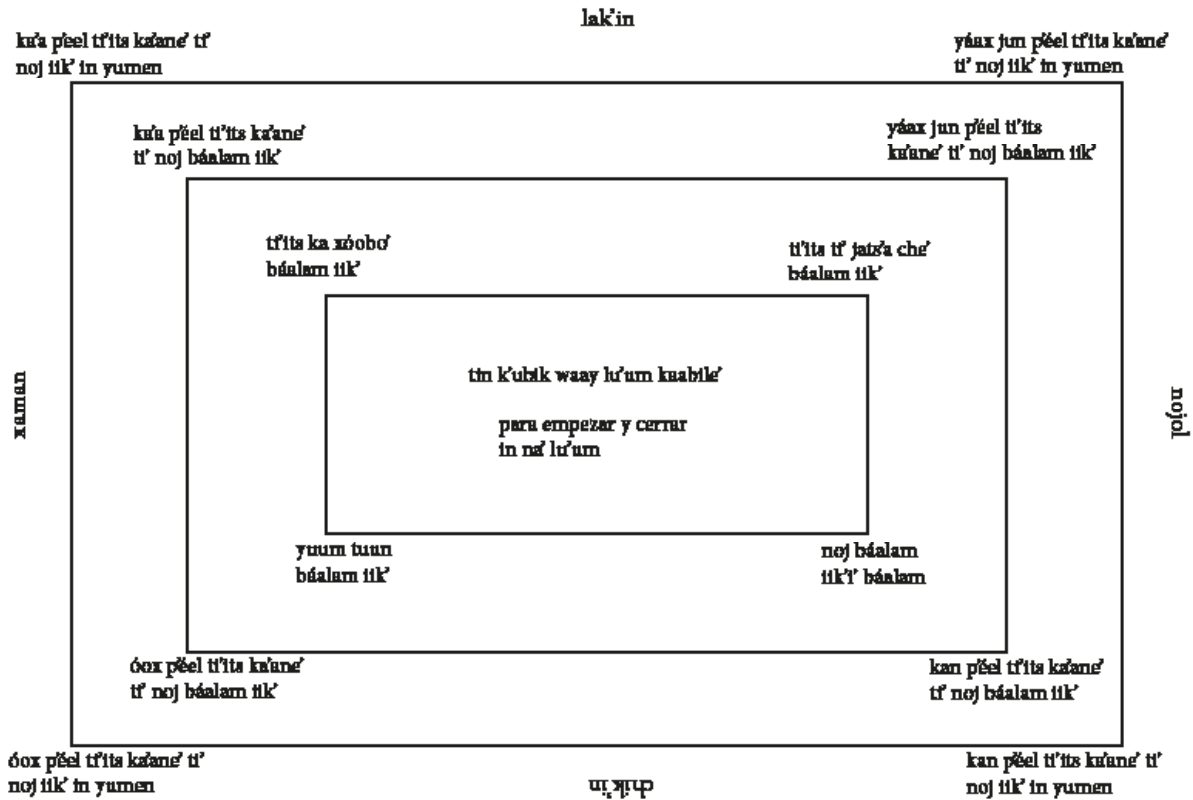 lak'in
ka'a p'éel ti'its ka'ane' ti'
noj iik' in yumen
yáax jun p'éel ti'its ka'ane'
ti' noj iik' in yumen
ka'a p'éel ti'its ka'ane'
ti' noj báalam iik'
yáax jun p'éel ti'its
ka'ane' ti' noj báalam iik'
ti'its ka xóobo'
báalam iik'
ti'its ti' jats'a che'
báalam iik'
xaman
nojol
tin k'ubik waay lu'um kaabile'
para empezar y cerrar
in na' lu'um
yuum tuun
báalam iik'
noj báalam
iik'i' báalam
óox p'éel ti'its ka'ane'
ti' noj báalam iik'
kan p'éel ti'its ka'ane'
ti' noj báalam iik'
óox p'éel ti'its ka'ane' ti'
noj iik' in yumen
kan p'éel ti'its ka'ane' ti'
noj iik' in yumen
chik'in